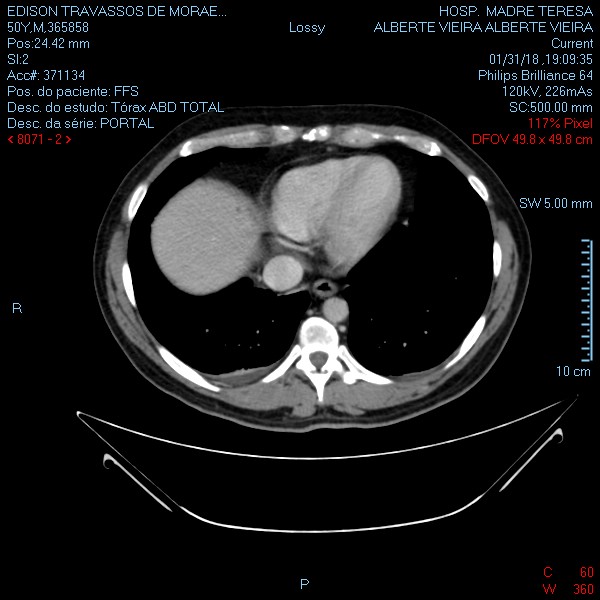 EDISON TRAVASSOS DE MORAE...
50Y,M,365858
Pos:24.42 mm
SI:2
Acc#: 371134
Pos. do paciente: FFS
Desc. do estudo: Tórax ABD TOTAL
Desc. da série: PORTAL
< 8071 - 2 >
Lossy
HOSP. MADRE TERESA
ALBERTE VIEIRA ALBERTE VIEIRA
Current
01/31/18 ,19:09:35
Philips Brilliance 64
120kV, 226mAs
SC:500.00 mm
117% Pixel
DFOV 49.8 x 49.8 cm
SW 5.00 mm
R
10 cm
P
C 60
W 360